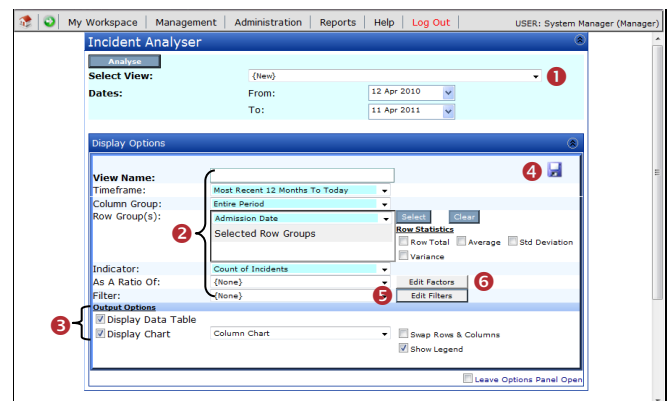 My Workspace Management Administration Reports Help Log Out USER: System Manager (Manager)
Incident Analyser
Analyse
Select View: {New} 1
Dates: From: 12 Apr 2010
To: 11 Apr 2011
Display Options
4
View Name:
Timeframe: Most Recent 12 Months To Today
Column Group: Entire Period
Row Group(s): Admission Date Select Clear
2 Selected Row Groups Row Statistics
Row Total Average Std Deviation
Variance
Indicator: Count of Incidents
As A Ratio Of: {None} Edit Factors 6
Filter: {None} 5 Edit Filters
Output Options
3 Display Data Table
Display Chart Column Chart Swap Rows & Columns
Show Legend
Leave Options Panel Open